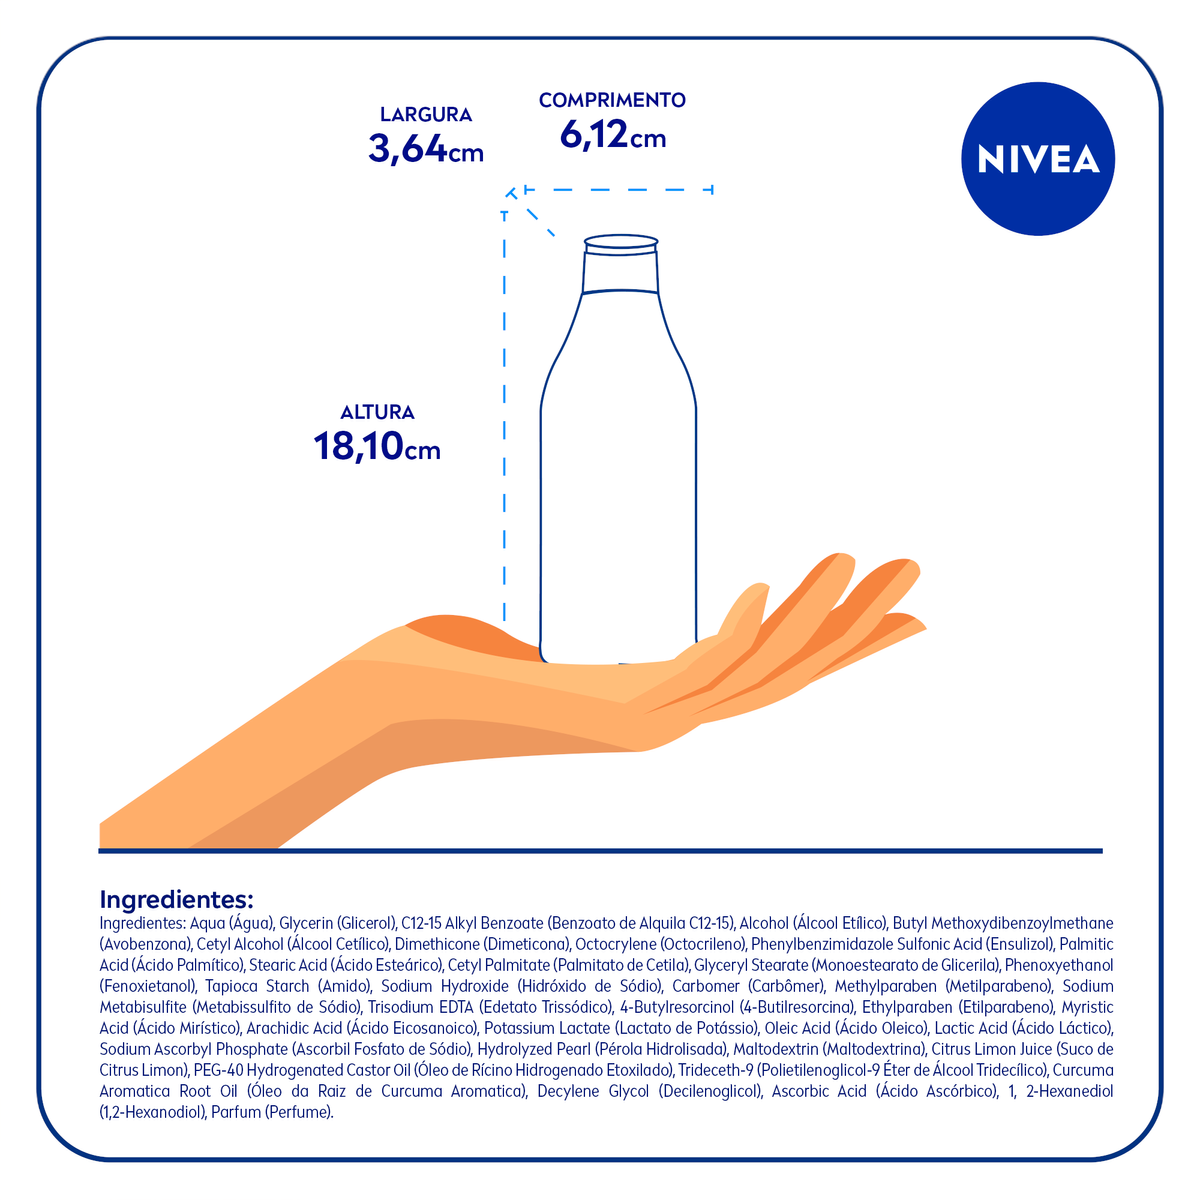 LARGURA
3,64cm
COMPRIMENTO
6,12cm
NIVEA
ALTURA
18,10cm
Ingredientes:
Ingredientes: Aqua (Água), Glycerin (Glicerol), C12-15 Alkyl Benzoate (Benzoato de Alquila C12-15), Alcohol (Álcool Etílico), Butyl Methoxydibenzoylmethane
(Avobenzona), Cetyl Alcohol (Álcool Cetílico), Dimethicone (Dimeticona), Octocrylene (Octocrileno), Phenylbenzimidazole Sulfonic Acid (Ensulizol), Palmitic
Acid (Ácido Palmítico), Stearic Acid (Ácido Esteárico), Cetyl Palmitate (Palmitato de Cetila), Glyceryl Stearate (Monoestearato de Glicerila), Phenoxyethanol
(Fenoxietanol), Tapioca Starch (Amido), Sodium Hydroxide (Hidróxido de Sódio), Carbomer (Carbômer), Methylparaben (Metilparabeno), Sodium
Metabisulfite (Metabissulfito de Sódio), Trisodium EDTA (Edetato Trissódico), 4-Butylresorcinol (4-Butilresorcina), Ethylparaben (Etilparabeno), Myristic
Acid (Ácido Mirístico), Arachidic Acid (Ácido Eicosanoico), Potassium Lactate (Lactato de Potássio), Oleic Acid (Ácido Oleico), Lactic Acid (Ácido Láctico),
Sodium Ascorbyl Phosphate (Ascorbil Fosfato de Sódio), Hydrolyzed Pearl (Pérola Hidrolisada), Maltodextrin (Maltodextrina), Citrus Limon Juice (Suco de
Citrus Limon), PEG-40 Hydrogenated Castor Oil (Óleo de Rícino Hidrogenado Etoxilado), Trideceth-9 (Polietilenoglicol-9 Éter de Álcool Tridecílico), Curcuma
Aromatica Root Oil (Óleo da Raiz de Curcuma Aromatica), Decylene Glycol (Decilenoglicol), Ascorbic Acid (Ácido Ascórbico), 1, 2-Hexanediol
(1,2-Hexanodiol), Parfum (Perfume).